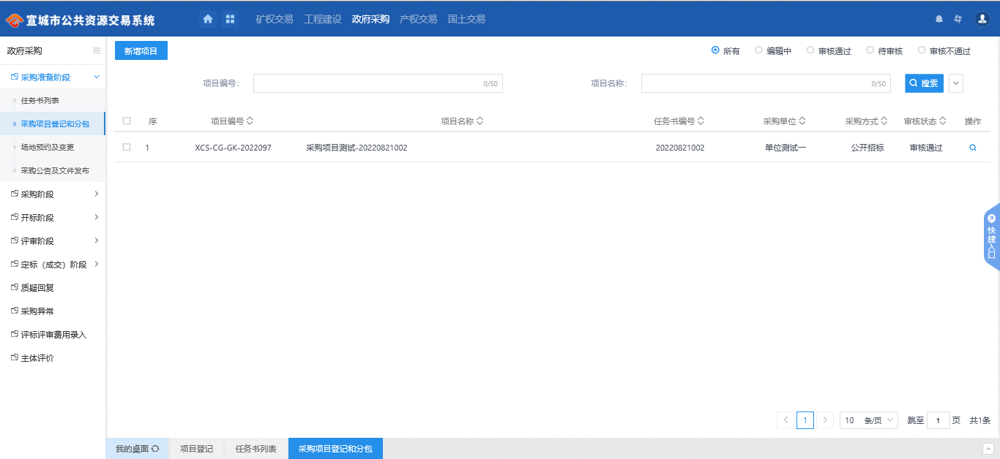 宣城市公共资源交易系统
矿权交易 工程建设 政府采购 产权交易 国土交易
政府采购
采购准备阶段
任务书列表
采购项目登记和分包
场地预约及变更
采购公告及文件发布
采购阶段
开标阶段
评审阶段
定标（成交）阶段
质疑回复
采购异常
评标评审费用录入
主体评价
新增项目
所有 编辑中 审核通过 待审核 审核不通过
项目编号： 0/50 项目名称： 0/50 搜索
序 项目编号 项目名称 任务书编号 采购单位 采购方式 审核状态 操作
1 XCS-CG-GK-2022097 采购项目测试-20220821002 20220821002 单位测试一 公开招标 审核通过
快捷入口
1 10 条/页 跳至 1 页 共1条
我的桌面 项目登记 任务书列表 采购项目登记和分包